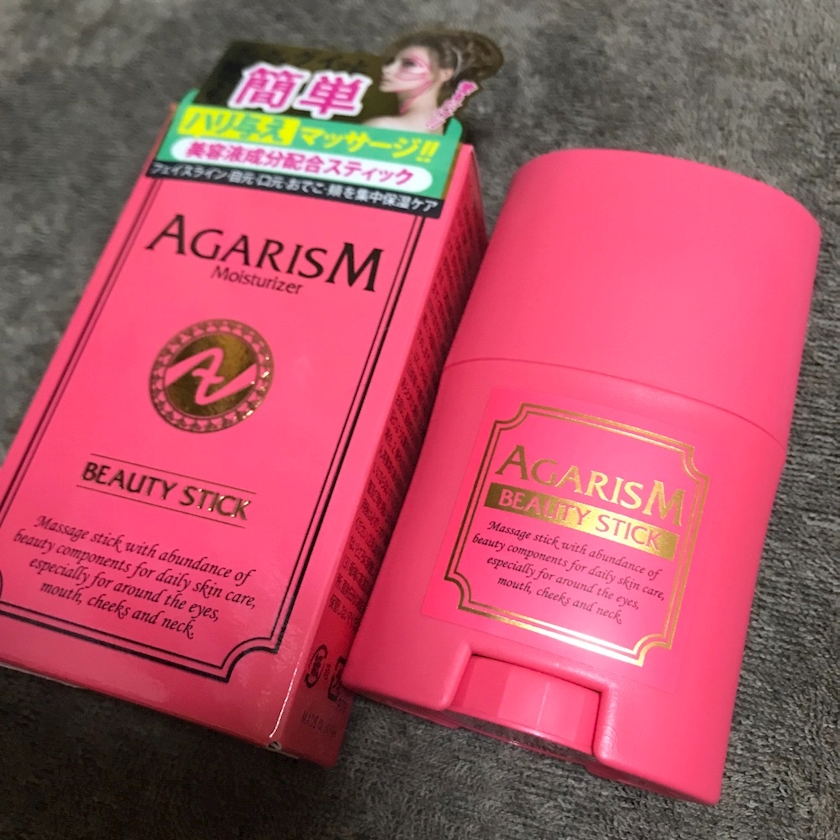 簡単
ハリ与え マッサージ!!
美容液成分配合スティック
フェイスライン・目元・口元・おでこ・頬を集中保湿ケア
AGARISM
Moisturizer
BEAUTY STICK
Massage stick with abundance of
beauty components for daily skin care,
especially for around the eyes,
mouth, cheeks and neck.
AGARISM
BEAUTY STICK
Massage stick with abundance of
beauty components for daily skin care,
especially for around the eyes,
mouth, cheeks and neck.